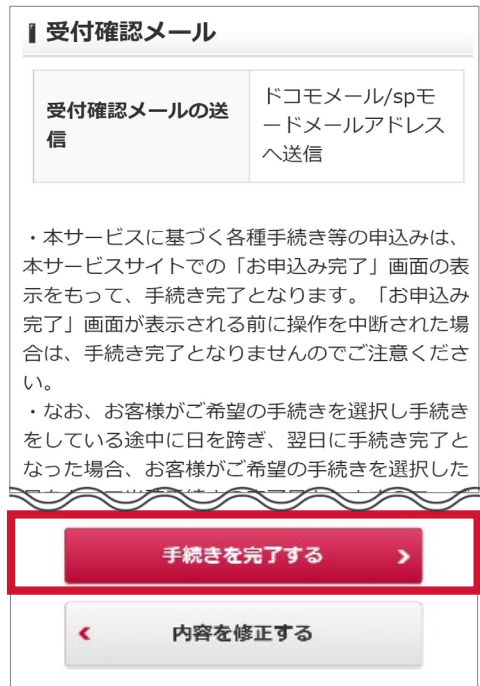 受付確認メール
受付確認メールの送
信
ドコモメール/spモ
ードメールアドレス
へ送信
・本サービスに基づく各種手続き等の申込みは、
本サービスサイトでの「お申込み完了」画面の表
示をもって、手続き完了となります。「お申込み
完了」画面が表示される前に操作を中断された場
合は、手続き完了となりませんのでご注意くださ
い。
・なお、お客様がご希望の手続きを選択し手続き
をしている途中に日を跨ぎ、翌日に手続き完了と
なった場合、お客様がご希望の手続きを選択した
手続きを完了する
内容を修正する